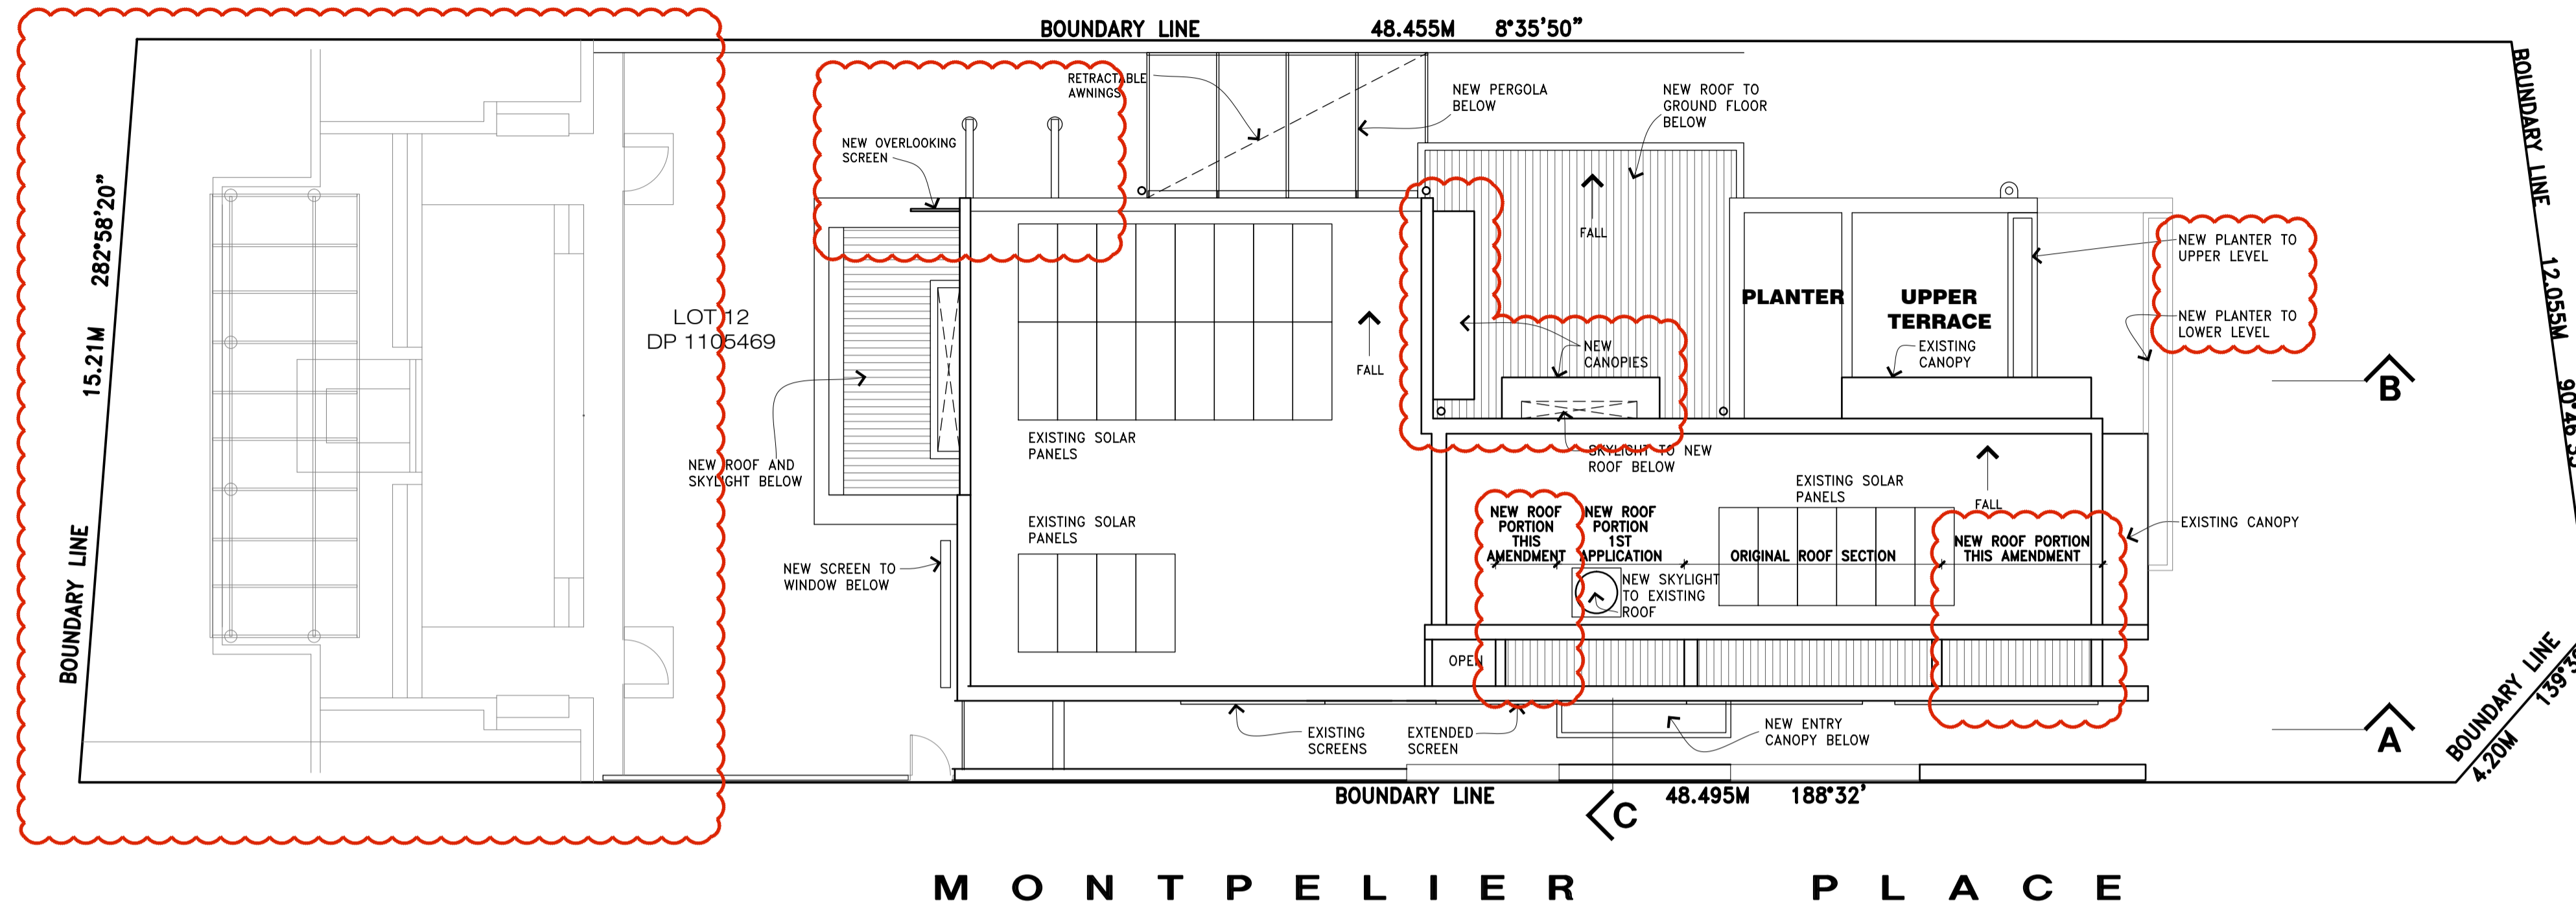 BOUNDARY LINE 48.455M 8°35'50"
RETRACTABLE
AWNINGS
NEW PERGOLA
BELOW
NEW ROOF TO
GROUND FLOOR
BELOW
NEW OVERLOOKING
SCREEN
BOUNDARY LINE 15.21M 282°58'20"
LOT 12
DP 1105469
FALL
FALL
PLANTER
UPPER
TERRACE
NEW
CANOPIES
EXISTING
CANOPY
NEW PLANTER TO
UPPER LEVEL
NEW PLANTER TO
LOWER LEVEL
BOUNDARY LINE 12.055M
B
EXISTING SOLAR
PANELS
NEW ROOF AND
SKYLIGHT BELOW
SKYLIGHT TO NEW
ROOF BELOW
EXISTING SOLAR
PANELS
FALL
EXISTING SOLAR
PANELS
NEW ROOF
PORTION
THIS
AMENDMENT
NEW ROOF
PORTION
1ST
APPLICATION
ORIGINAL ROOF SECTION
NEW ROOF PORTION
THIS AMENDMENT
EXISTING CANOPY
NEW SCREEN TO
WINDOW BELOW
NEW SKYLIGHT
TO EXISTING
ROOF
OPEN
EXISTING
SCREENS
EXTENDED
SCREEN
NEW ENTRY
CANOPY BELOW
A
BOUNDARY LINE
4.20M
BOUNDARY LINE 48.495M 188°32'
C
MONTPELIER PLACE